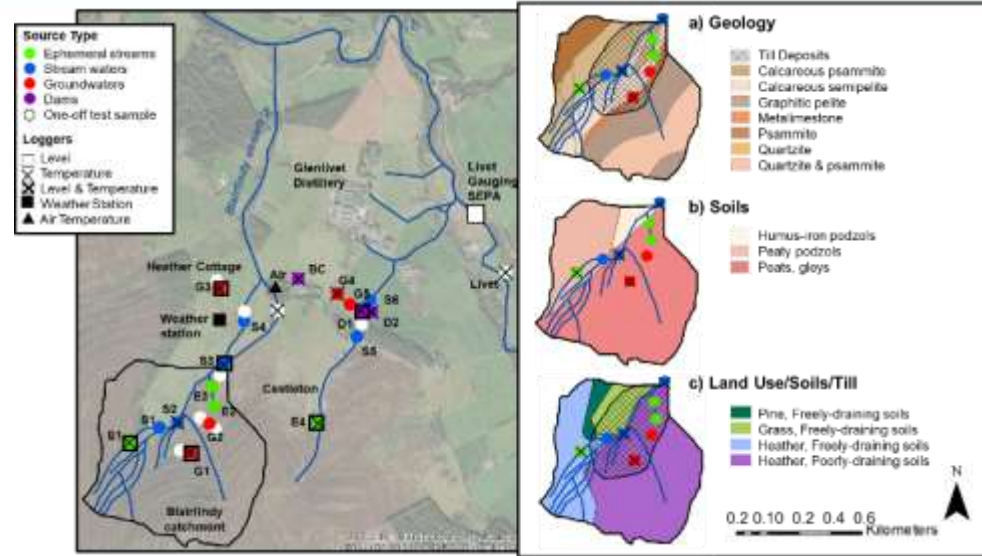 Source Type
Ephemeral streams
Stream waters
Groundwaters
Dams
One-off test sample
Loggers
Level
Temperature
Level & Temperature
Weather Station
Air Temperature
Glenlivet
Distillery
Livet
Gauging
SEPA
Livet
Heather Cottage
G3
Air
BC
G4
G5
S6
D1
D2
S5
Weather
station
S4
S3
Castleton
E4
E3
E2
S1
S2
G2
G1
Blairfindy
catchment
a) Geology
Till Deposits
Calcareous psammite
Calcareous semipelite
Graphitic pelite
Metalimestone
Psammite
Quartzite
Quartzite & psammite
b) Soils
Humus-iron podzols
Peaty podzols
Peats, gleys
c) Land Use/Soils/Till
Pine, Freely-draining soils
Grass, Freely-draining soils
Heather, Freely-draining soils
Heather, Poorly-draining soils
N
0.2 0.1 0 0.2 0.4 0.6
Kilometers